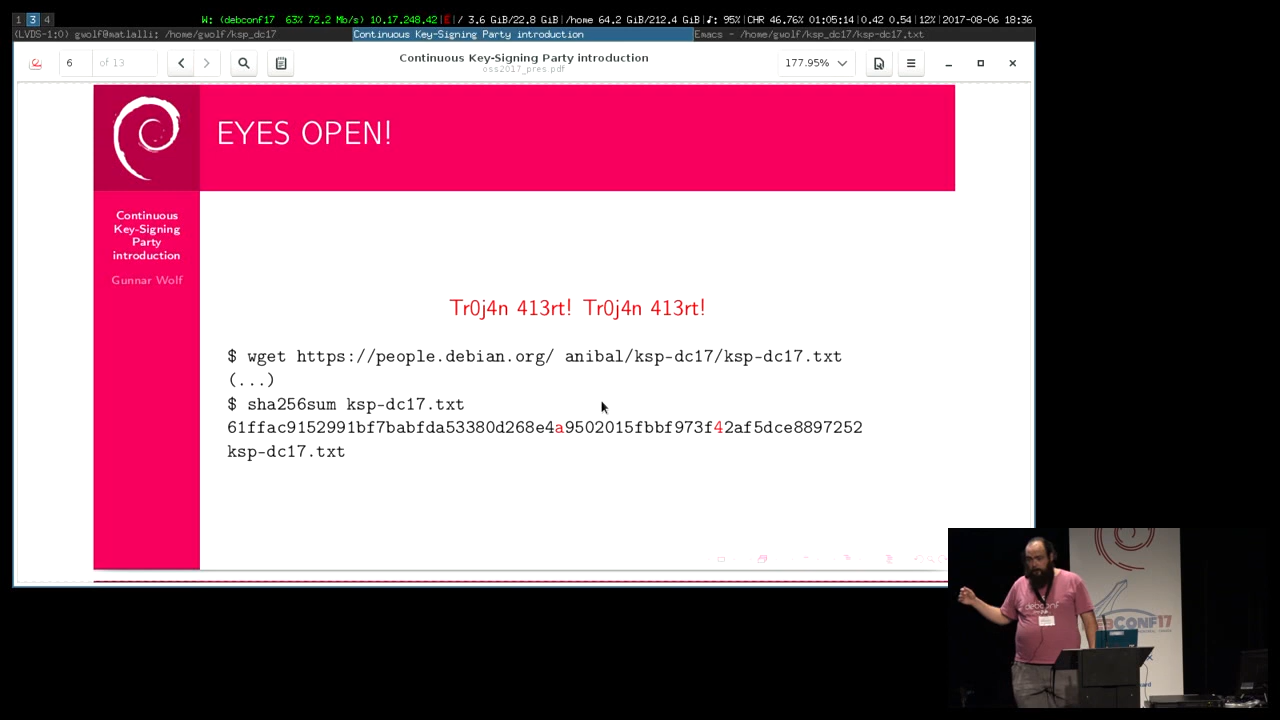 1 3 4 W: (debconf17 63% 72.2 Mb/s) 10.17.248.42| |/ 3.6 GiB/22.8 GiB|/home 64.2 GiB/212.4 GiB|♪: 95%|CHR 46.76% 01:05:14|0.42 0.54 |12%|2017-08-06 18:36
(LVDS-1:0) gwolf@matlalli: /home/gwolf/ksp_dc17 Continuous Key-Signing Party introduction Emacs - /home/gwolf/ksp_dc17/ksp-dc17.txt
6 of 13 Continuous Key-Signing Party introduction 177.95%
oss2017_pres.pdf
EYES OPEN!
Continuous
Key-Signing
Party
introduction
Gunnar Wolf
Tr0j4n 413rt! Tr0j4n 413rt!
$ wget https://people.debian.org/ anibal/ksp-dc17/ksp-dc17.txt
(...)
$ sha256sum ksp-dc17.txt
61ffac9152991bf7babfda53380d268e4a9502015fbbf973f42af5dce8897252
ksp-dc17.txt
debconf
CONF17